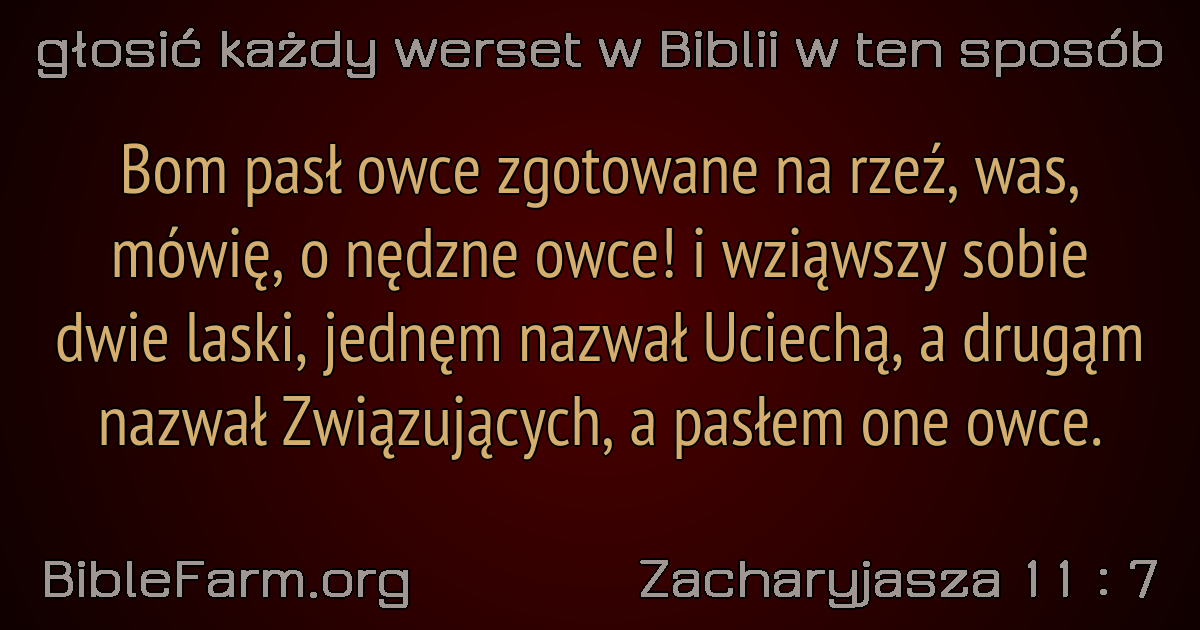 głosić każdy werset w Biblii w ten sposób
Bom pasł owce zgotowane na rzeź, was,
mówię, o nędzne owce! i wziąwszy sobie
dwie laski, jednęm nazwał Uciechą, a drugąm
nazwał Związujących, a pasłem one owce.
BibleFarm.org
Zacharyjasza 11 : 7